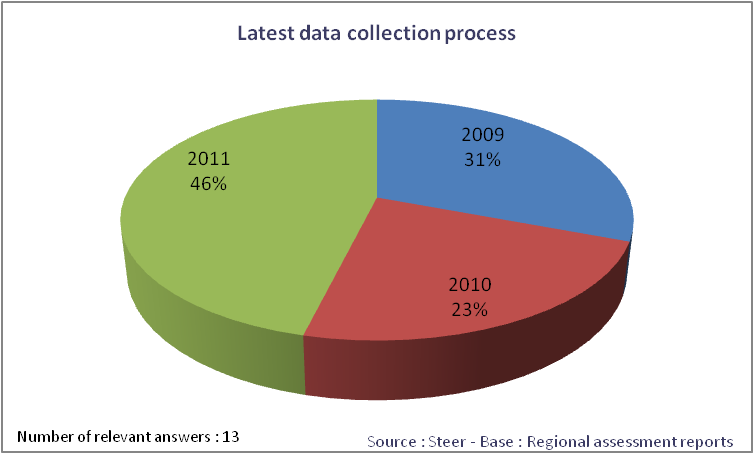 Latest data collection process
2009
31%
2011
46%
2010
23%
Number of relevant answers : 13
Source : Steer - Base : Regional assessment reports